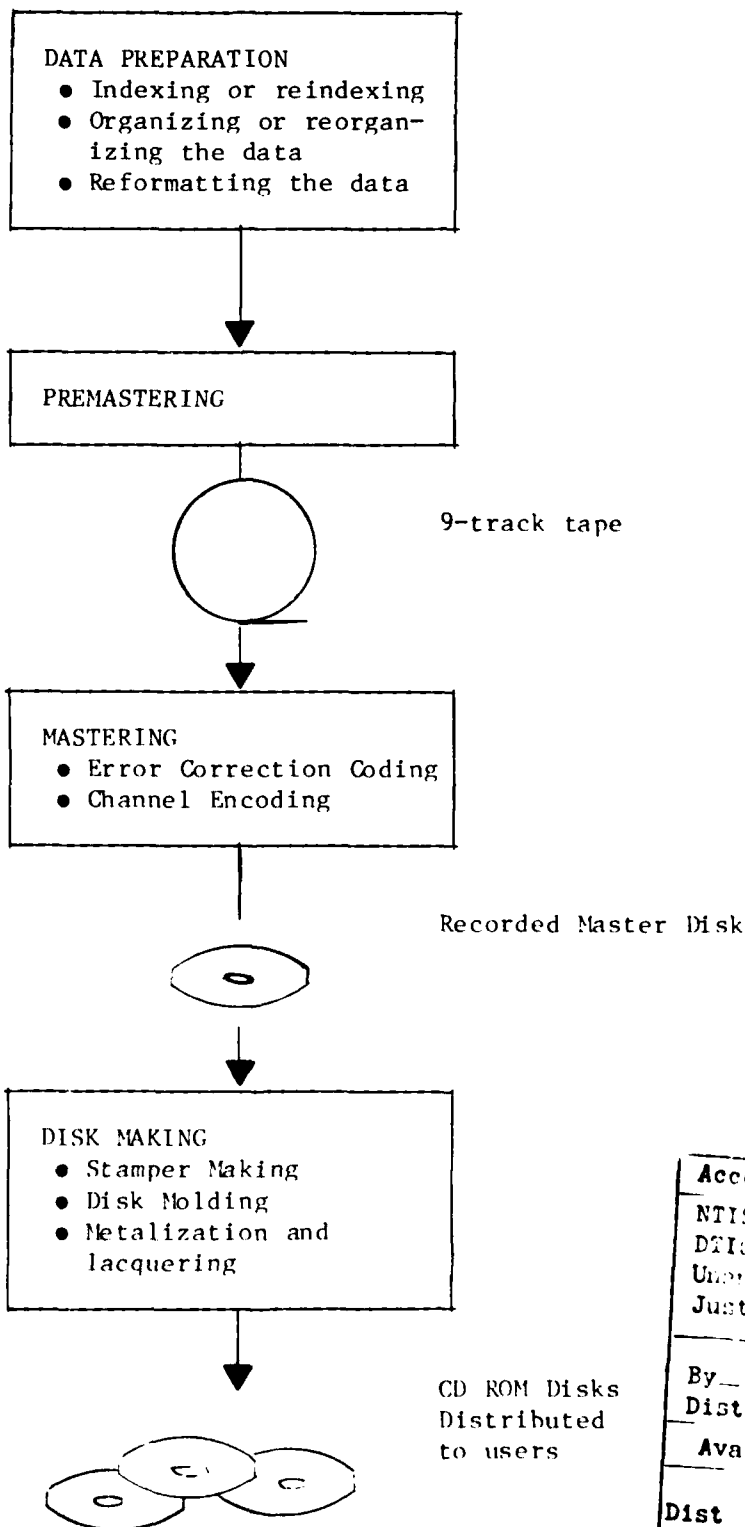 DATA PREPARATION
● Indexing or reindexing
● Organizing or reorgan-
izing the data
● Reformatting the data
PREMASTERING
9-track tape
MASTERING
● Error Correction Coding
● Channel Encoding
Recorded Master Disk
DISK MAKING
● Stamper Making
● Disk Molding
● Metalization and
lacquering
CD ROM Disks
Distributed
to users
By
Dist
Ava
Dist